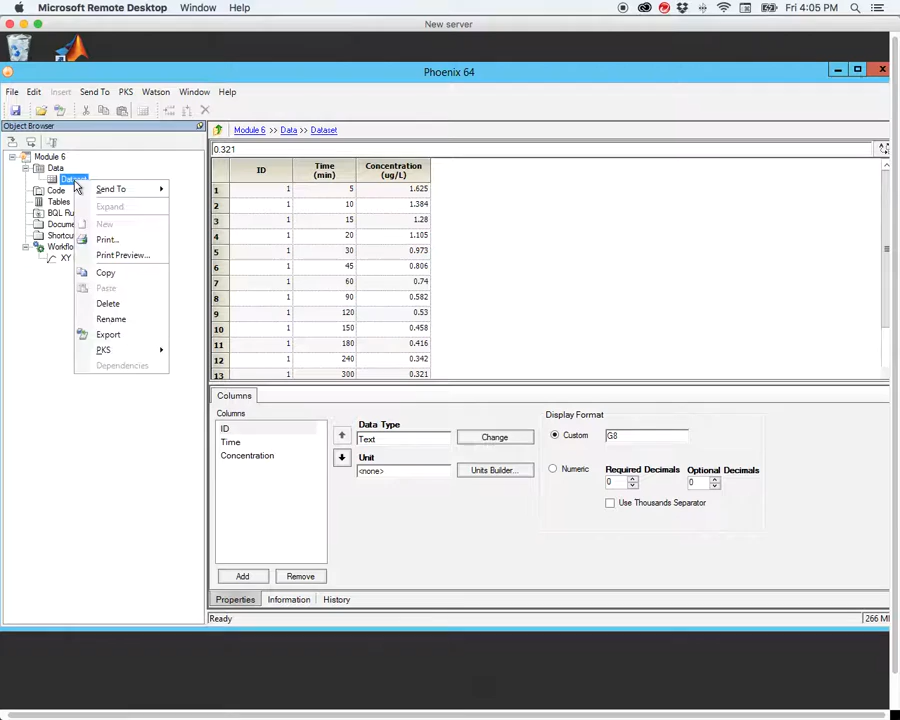 Microsoft Remote Desktop Window Help Fri 4:05 PM
New server
Phoenix 64
File Edit Insert Send To PKS Watson Window Help
Object Browser
Module 6 >> Data >> Dataset
Module 6
Data
Dataset
Code
Tables
BQL Ru
Docume
Shortcu
Workflo
XY
0.321
ID Time (min) Concentration (ug/L)
1 1 5 1.625
2 1 10 1.384
3 1 15 1.28
4 1 20 1.105
5 1 30 0.973
6 1 45 0.806
7 1 60 0.74
8 1 90 0.582
9 1 120 0.53
10 1 150 0.458
11 1 180 0.416
12 1 240 0.342
13 1 300 0.321
Send To
Expand
New
Print...
Print Preview...
Copy
Paste
Delete
Rename
Export
PKS
Dependencies
Columns
Columns
ID
Time
Concentration
Add Remove
Data Type
Text Change
Unit
<none> Units Builder...
Display Format
Custom G8
Numeric Required Decimals Optional Decimals
0 0
Use Thousands Separator
Properties Information History
Ready 266 M